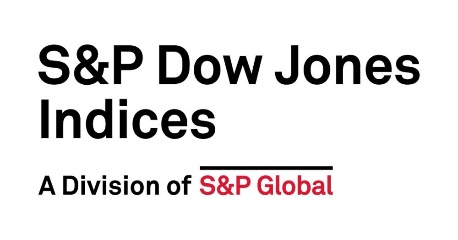 S&P Dow Jones
Indices
A Division of S&P Global